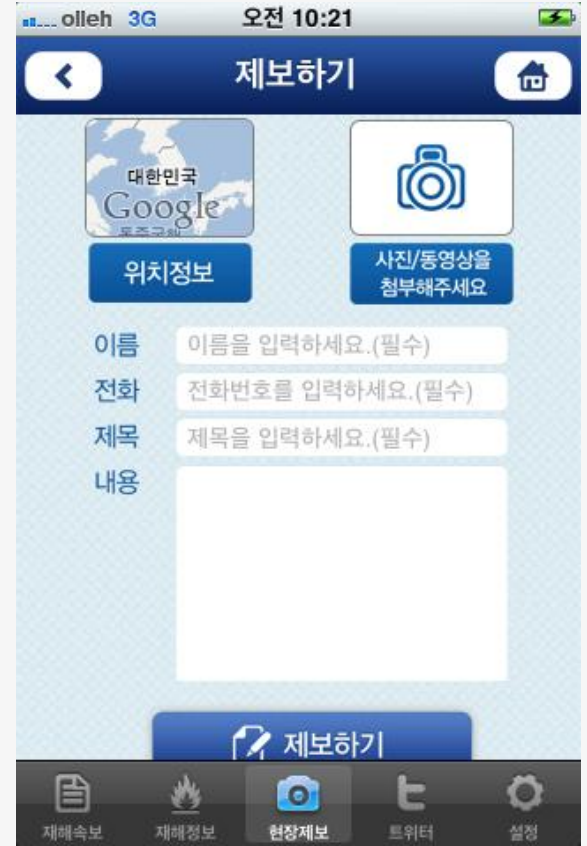 olleh 3G 오전 10:21
제보하기
대한민국
Google
위치정보
사진/동영상을
첨부해주세요
이름 이름을 입력하세요.(필수)
전화 전화번호를 입력하세요.(필수)
제목 제목을 입력하세요.(필수)
내용
제보하기
재해속보 재해정보 현장제보 트위터 설정